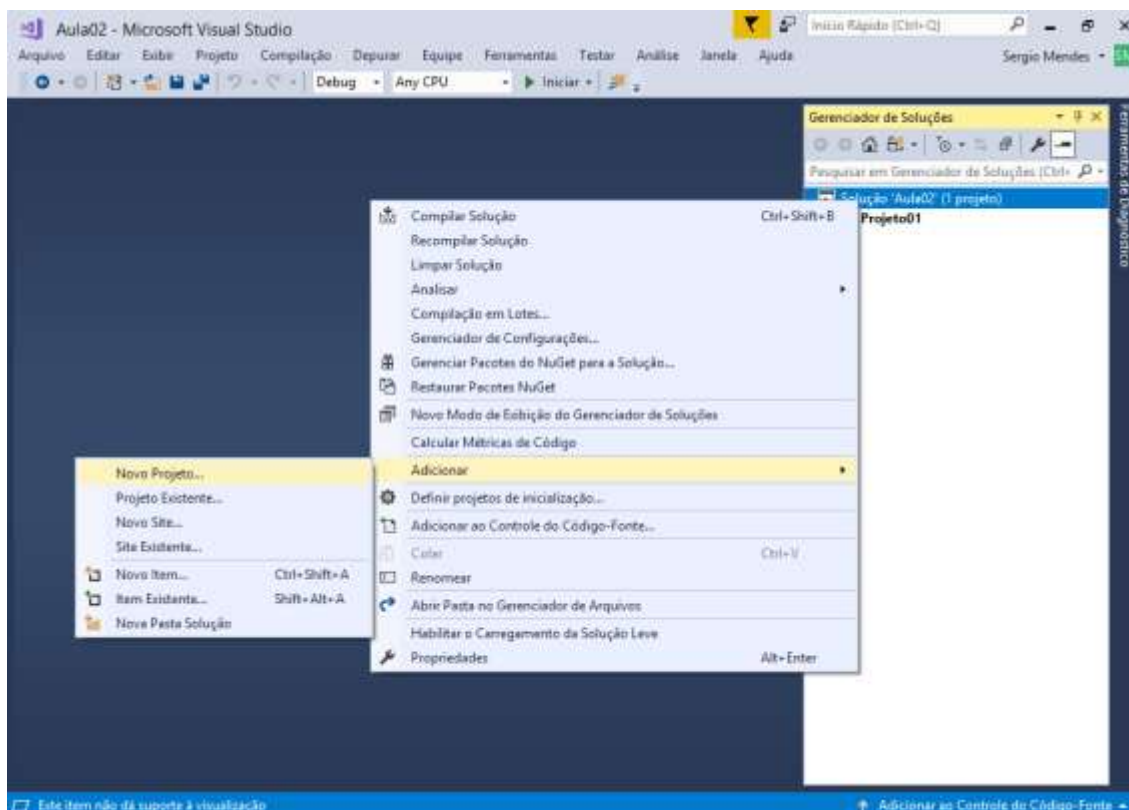 Aula02 - Microsoft Visual Studio
Início Rápido (Ctrl+Q)
Arquivo Editar Exibir Projeto Compilação Depurar Equipe Ferramentas Testar Análise Janela Ajuda
Sergio Mendes
Debug Any CPU Iniciar
Gerenciador de Soluções
Pesquisar em Gerenciador de Soluções (Ctrl+
Solução 'Aula02' (1 projeto)
Projeto01
Ferramentas de Diagnóstico
Compilar Solução Ctrl+Shift+B
Recompilar Solução
Limpar Solução
Analisar
Compilação em Lotes...
Gerenciador de Configurações...
Gerenciar Pacotes do NuGet para a Solução...
Restaurar Pacotes NuGet
Novo Modo de Exibição do Gerenciador de Soluções
Calcular Métricas de Código
Adicionar
Definir projetos de inicialização...
Adicionar ao Controle do Código-Fonte...
Colar Ctrl+V
Renomear
Abrir Pasta no Gerenciador de Arquivos
Habilitar o Carregamento da Solução Leve
Propriedades Alt+Enter
Novo Projeto...
Projeto Existente...
Novo Site...
Site Existente...
Novo Item... Ctrl+Shift+A
Item Existente... Shift+Alt+A
Nova Pasta Solução
Este item não dá suporte à visualização
Adicionar ao Controle do Código-Fonte